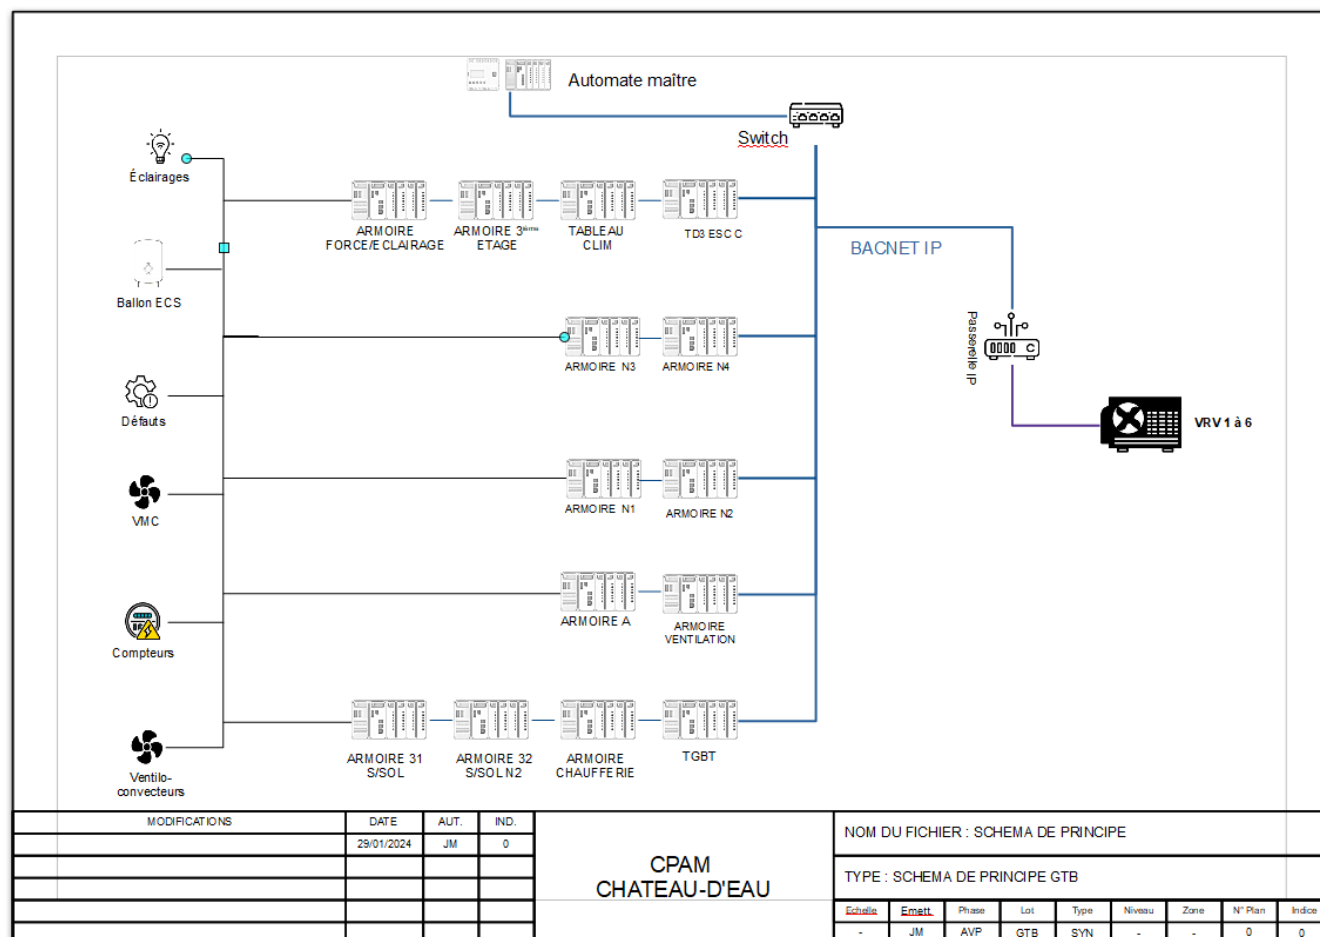 Automate maître
Switch
Éclairages
ARMOIRE
FORCE/ECLAIRAGE
ARMOIRE 3ième
ETAGE
TABLEAU
CLIM
TD3 ESC C
BACNET IP
Ballon ECS
Passerelle IP
ARMOIRE N3
ARMOIRE N4
Défauts
VRV 1 à 6
VMC
ARMOIRE N1
ARMOIRE N2
Compteurs
ARMOIRE A
ARMOIRE
VENTILATION
Ventilo-
convecteurs
ARMOIRE 31
S/SOL
ARMOIRE 32
S/SOL N2
ARMOIRE
CHAUFFERIE
TGBT
MODIFICATIONS DATE AUT. IND.
29/01/2024 JM 0
CPAM
CHATEAU-D'EAU
NOM DU FICHIER : SCHEMA DE PRINCIPE
TYPE : SCHEMA DE PRINCIPE GTB
Echelle Emett. Phase Lot Type Niveau Zone N° Plan Indice
- JM AVP GTB SYN - - 0 0